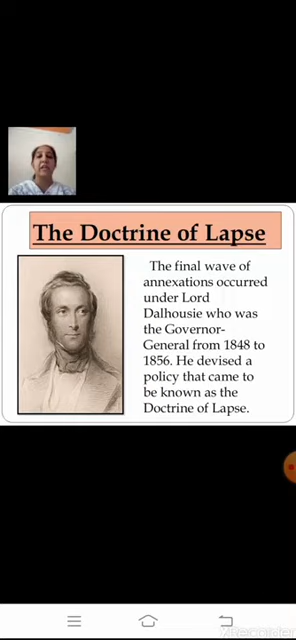 The Doctrine of Lapse
The final wave of
annexations occurred
under Lord
Dalhousie who was
the Governor-
General from 1848 to
1856. He devised a
policy that came to
be known as the
Doctrine of Lapse.
XRecorder